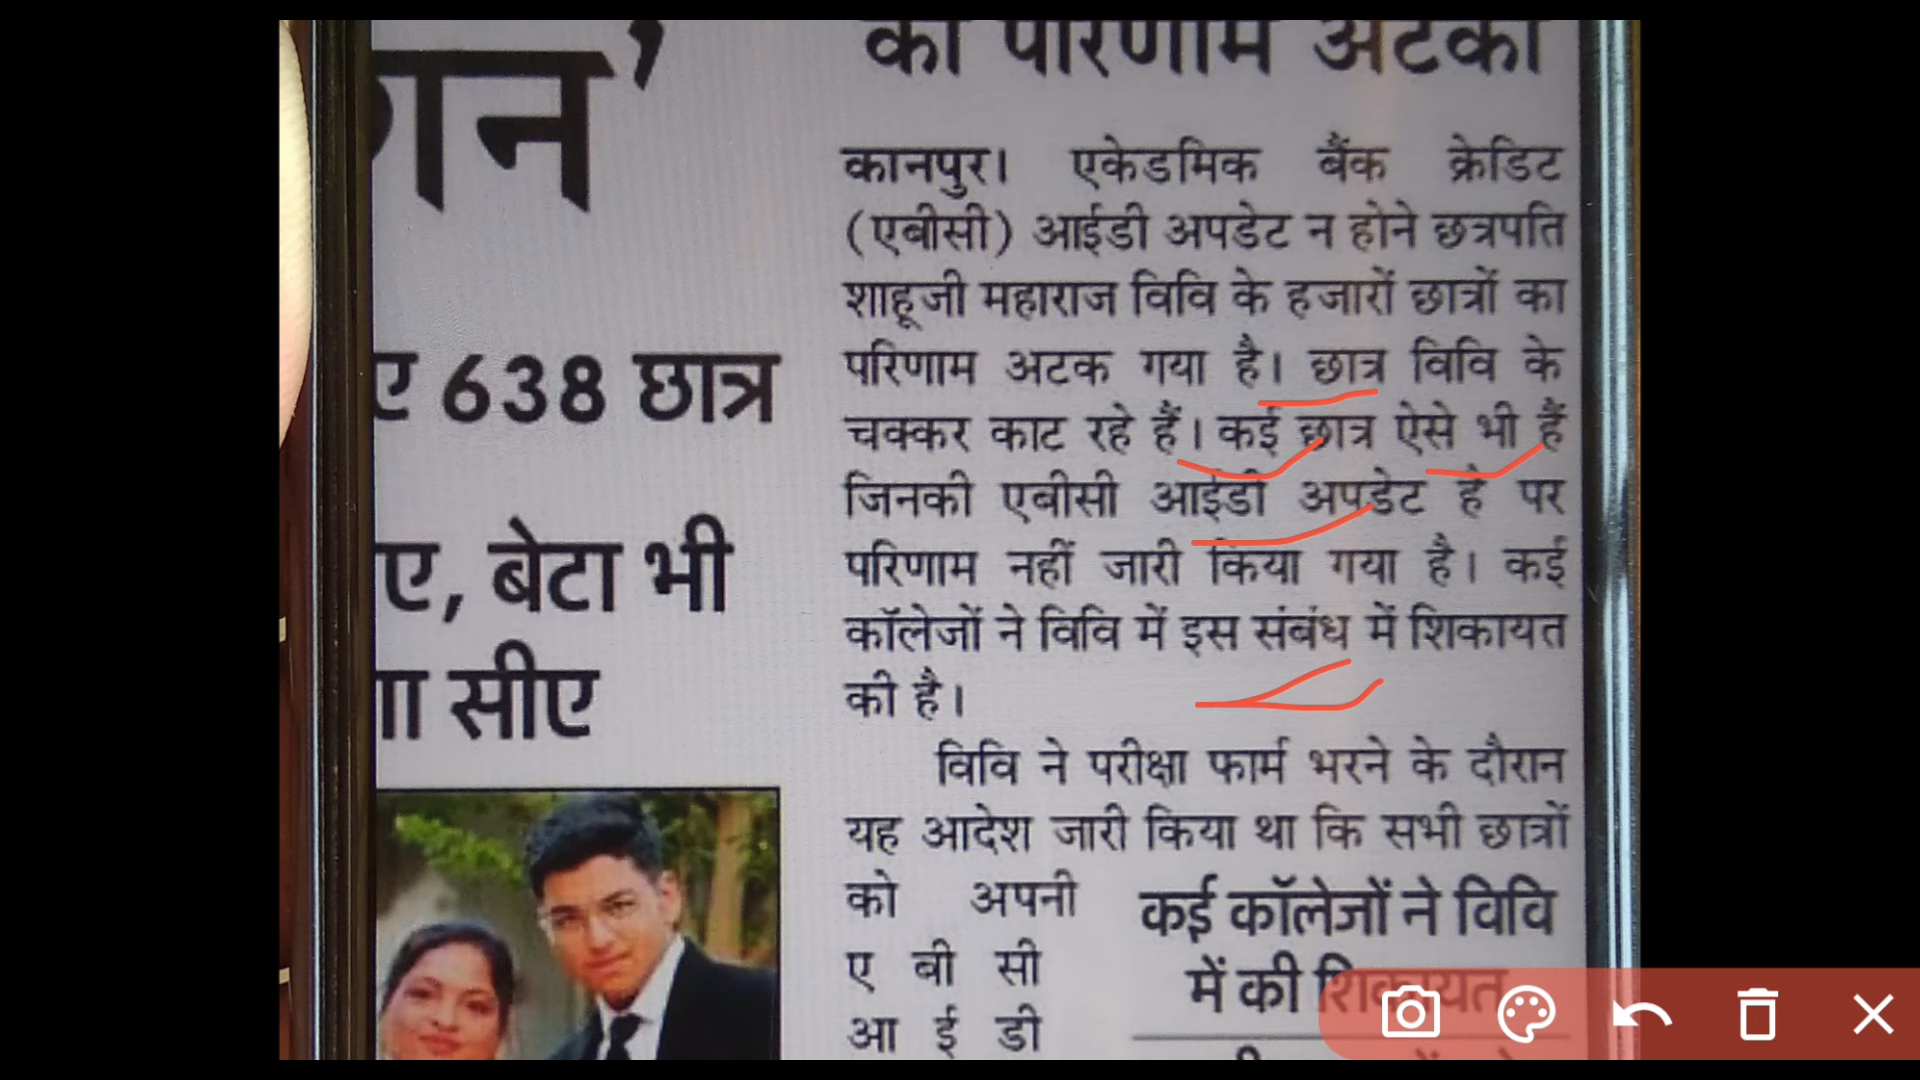 का परिणाम अटका
कानपुर। एकेडमिक बैंक क्रेडिट
(एबीसी) आईडी अपडेट न होने छत्रपति
शाहूजी महाराज विवि के हजारों छात्रों का
परिणाम अटक गया है। छात्र विवि के
चक्कर काट रहे हैं। कई छात्र ऐसे भी हैं
जिनकी एबीसी आईडी अपडेट है पर
परिणाम नहीं जारी किया गया है। कई
कॉलेजों ने विवि में इस संबंध में शिकायत
की है।
विवि ने परीक्षा फार्म भरने के दौरान
यह आदेश जारी किया था कि सभी छात्रों
को अपनी
ए बी सी
आ ई डी
कई कॉलेजों ने विवि
में की शिकायत
638 छात्र
ए, बेटा भी
सीए